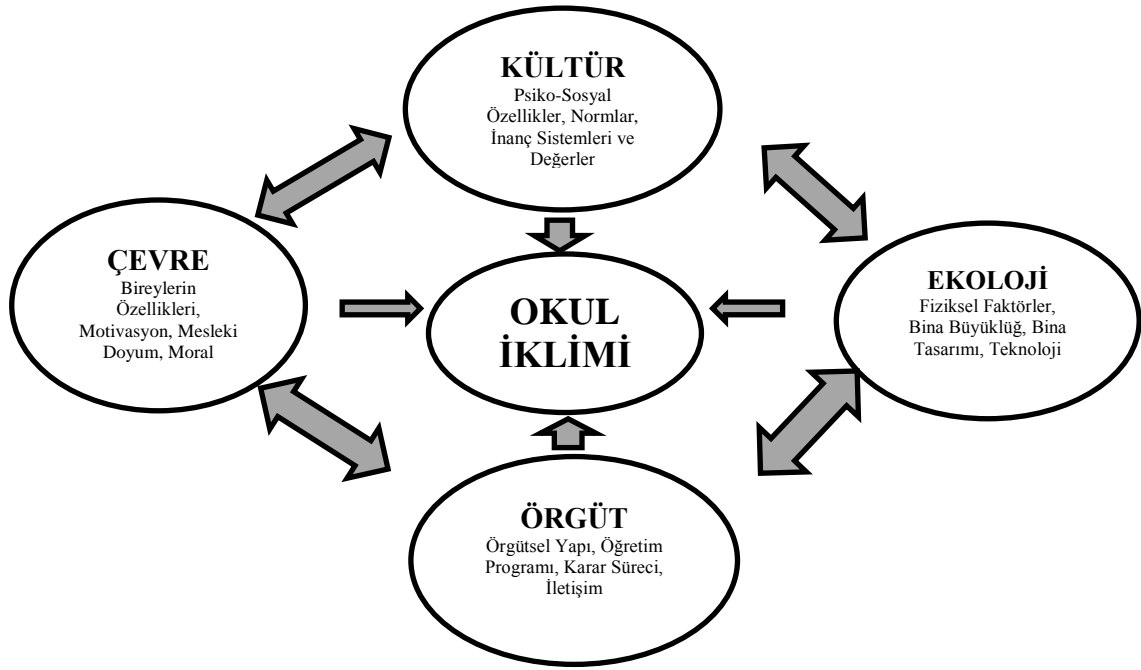 KÜLTÜR
Psiko-Sosyal
Özellikler, Normlar,
İnanç Sistemleri ve
Değerler
ÇEVRE
Bireylerin
Özellikleri,
Motivasyon, Mesleki
Doyum, Moral
OKUL
İKLİMİ
EKOLOJİ
Fiziksel Faktörler,
Bina Büyüklüğ, Bina
Tasarımı, Teknoloji
ÖRGÜT
Örgütsel Yapı, Öğretim
Programı, Karar Süreci,
İletişim